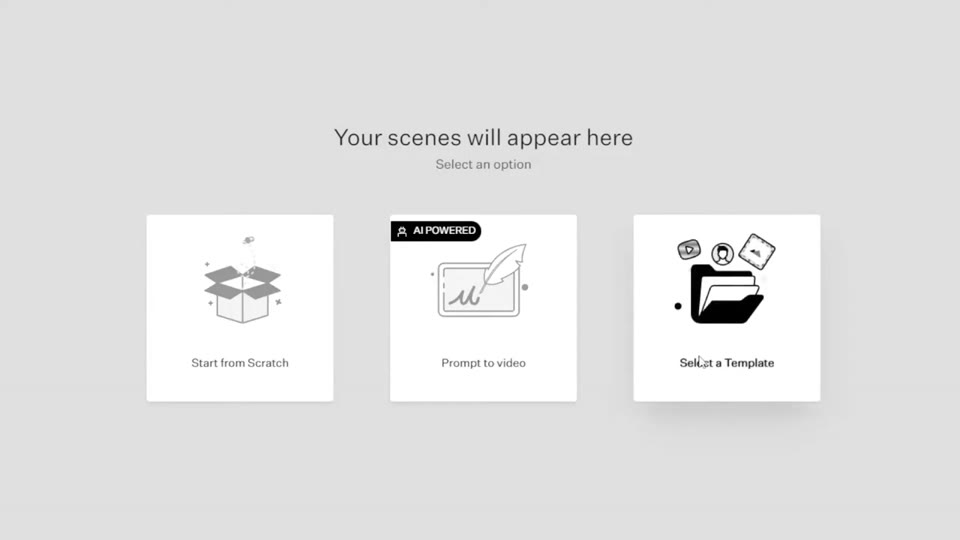 Your scenes will appear here
Select an option
AI POWERED
Start from Scratch
Prompt to video
Select a Template